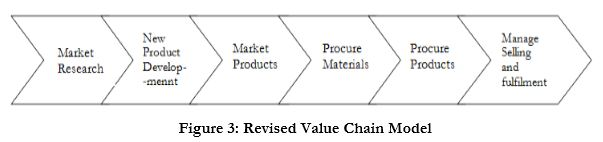 Market
Research
New
Product
Develop-
-mennt
Market
Products
Procure
Materials
Procure
Products
Manage
Selling
and
fulfilment
Figure 3: Revised Value Chain Model